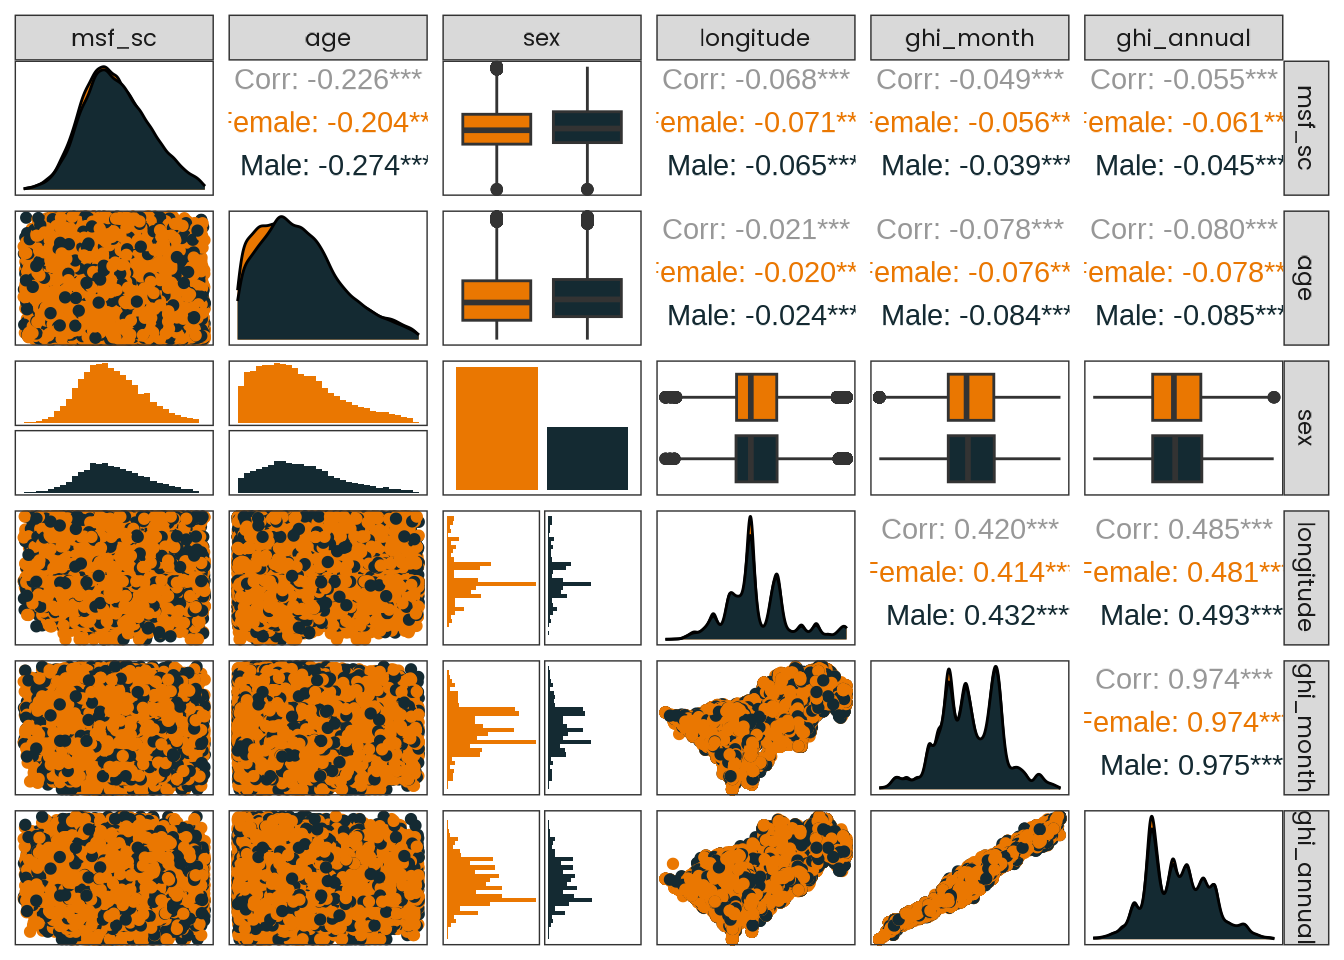 msf_sc age sex longitude ghi_month ghi_annual
Corr: -0.226*** Corr: -0.068*** Corr: -0.049*** Corr: -0.055***
Female: -0.204** Female: -0.071** Female: -0.056** Female: -0.061**
Male: -0.274*** Male: -0.065*** Male: -0.039*** Male: -0.045***
msf_sc
Corr: -0.021*** Corr: -0.078*** Corr: -0.080***
Female: -0.020** Female: -0.076** Female: -0.078**
Male: -0.024*** Male: -0.084*** Male: -0.085***
age
sex
Corr: 0.420*** Corr: 0.485***
Female: 0.414*** Female: 0.481***
Male: 0.432*** Male: 0.493***
longitude
Corr: 0.974***
Female: 0.974***
Male: 0.975***
ghi_month
ghi_annual